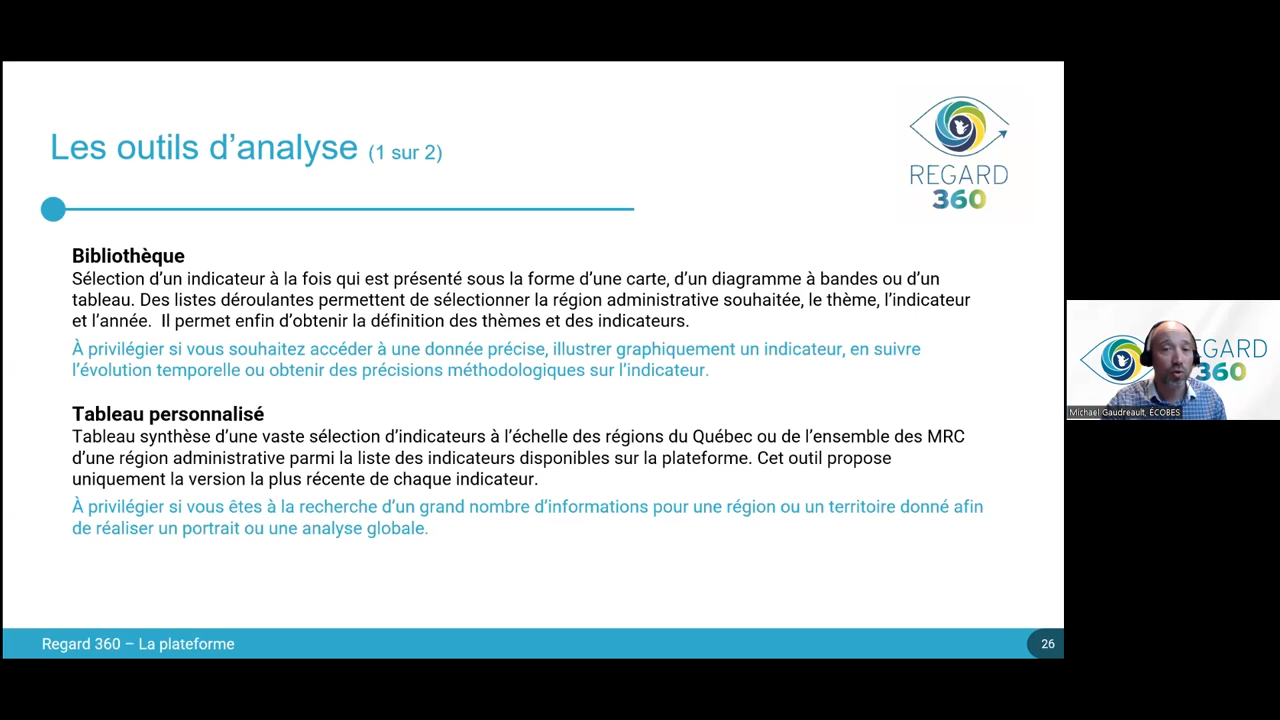 Les outils d’analyse (1 sur 2)
REGARD
360
Bibliothèque
Sélection d’un indicateur à la fois qui est présenté sous la forme d’une carte, d’un diagramme à bandes ou d’un
tableau. Des listes déroulantes permettent de sélectionner la région administrative souhaitée, le thème, l’indicateur
et l’année.  Il permet enfin d’obtenir la définition des thèmes et des indicateurs.
À privilégier si vous souhaitez accéder à une donnée précise, illustrer graphiquement un indicateur, en suivre
l’évolution temporelle ou obtenir des précisions méthodologiques sur l’indicateur.
Tableau personnalisé
Tableau synthèse d’une vaste sélection d’indicateurs à l’échelle des régions du Québec ou de l’ensemble des MRC
d’une région administrative parmi la liste des indicateurs disponibles sur la plateforme. Cet outil propose
uniquement la version la plus récente de chaque indicateur.
À privilégier si vous êtes à la recherche d’un grand nombre d’informations pour une région ou un territoire donné afin
de réaliser un portrait ou une analyse globale.
Regard 360 – La plateforme
26
EGARD
360
Michael Gaudreault, ÉCOBES